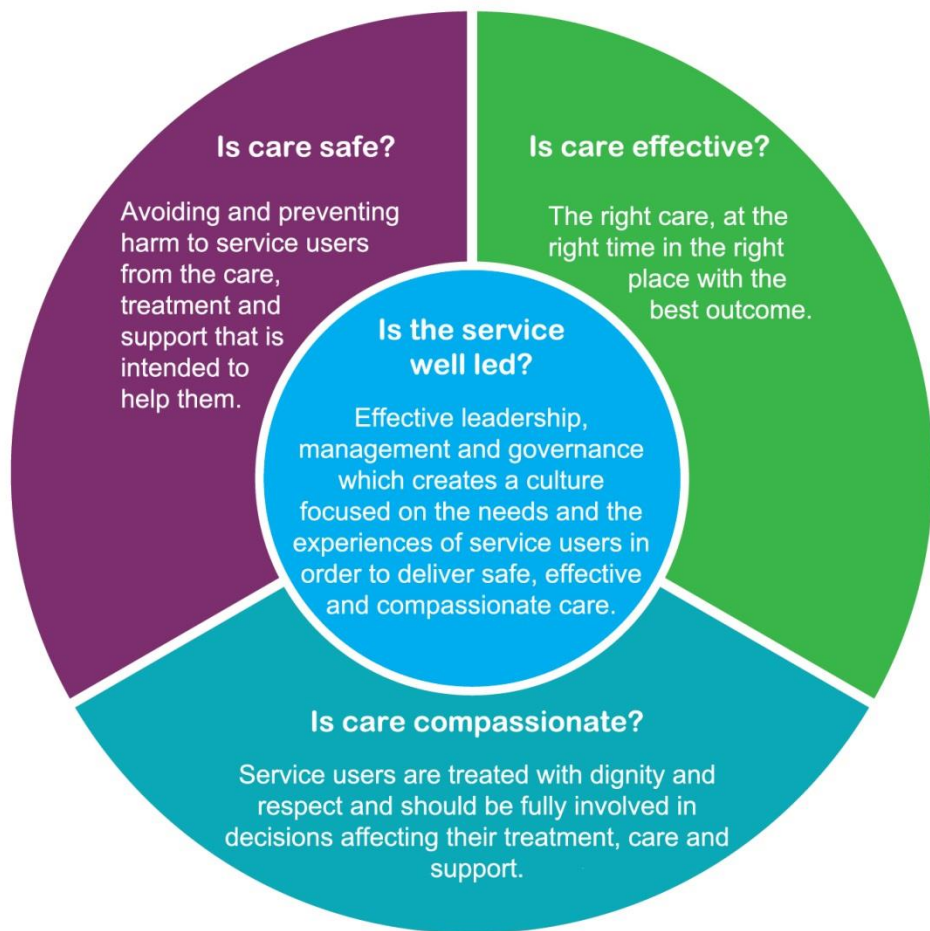 Is care safe?
Avoiding and preventing
harm to service users
from the care,
treatment and
support that is
intended to
help them.
Is care effective?
The right care, at the
right time in the right
place with the
best outcome.
Is the service
well led?
Effective leadership,
management and governance
which creates a culture
focused on the needs and the
experiences of service users in
order to deliver safe, effective
and compassionate care.
Is care compassionate?
Service users are treated with dignity and
respect and should be fully involved in
decisions affecting their treatment, care and
support.